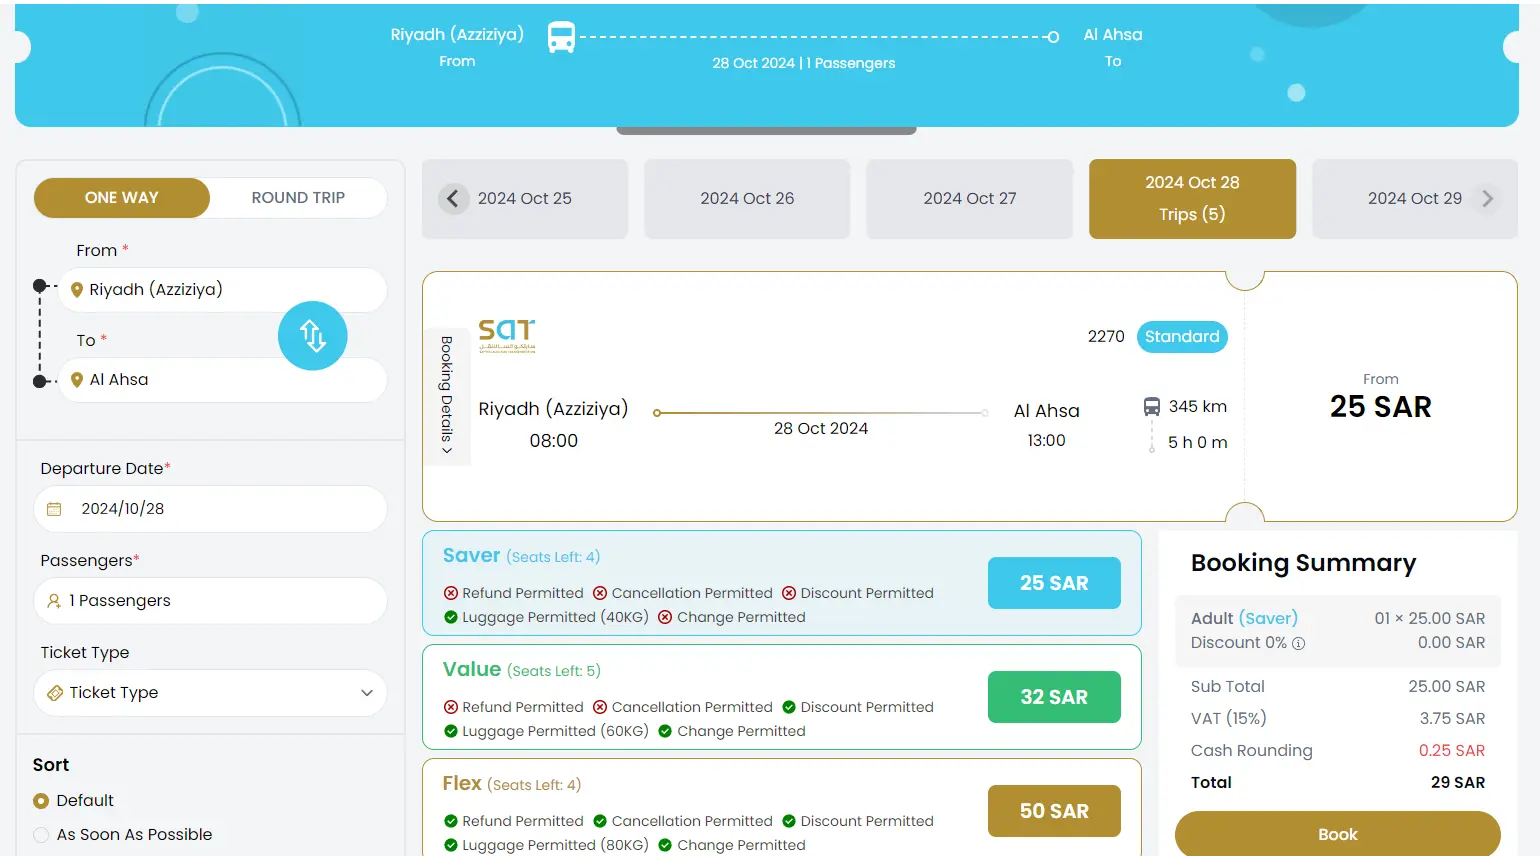 Riyadh (Azziziya)
From
28 Oct 2024 | 1 Passengers
Al Ahsa
To
ONE WAY
ROUND TRIP
From *
Riyadh (Azziziya)
To *
Al Ahsa
Departure Date*
2024/10/28
Passengers*
1 Passengers
Ticket Type
Ticket Type
Sort
Default
As Soon As Possible
2024 Oct 25
2024 Oct 26
2024 Oct 27
2024 Oct 28
Trips (5)
2024 Oct 29
Booking Details
SAT
2270 Standard
Riyadh (Azziziya)
08:00
28 Oct 2024
Al Ahsa
13:00
345 km
5 h 0 m
From
25 SAR
Saver (Seats Left: 4)
Refund Permitted Cancellation Permitted Discount Permitted
Luggage Permitted (40KG) Change Permitted
25 SAR
Value (Seats Left: 5)
Refund Permitted Cancellation Permitted Discount Permitted
Luggage Permitted (60KG) Change Permitted
32 SAR
Flex (Seats Left: 4)
Refund Permitted Cancellation Permitted Discount Permitted
Luggage Permitted (80KG) Change Permitted
50 SAR
Booking Summary
Adult (Saver) 01 × 25.00 SAR
Discount 0% 0.00 SAR
Sub Total 25.00 SAR
VAT (15%) 3.75 SAR
Cash Rounding 0.25 SAR
Total 29 SAR
Book